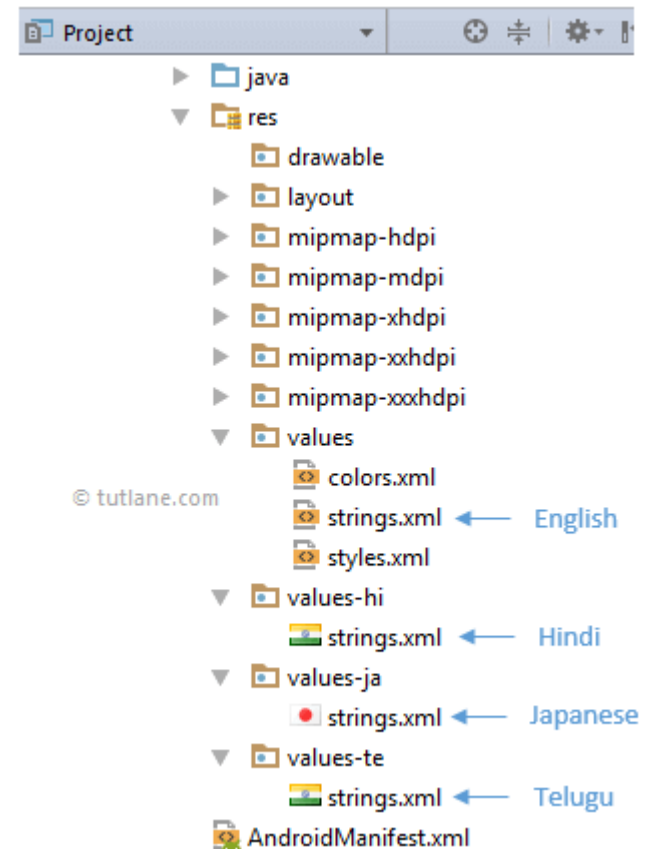 Project
java
res
drawable
layout
mipmap-hdpi
mipmap-mdpi
mipmap-xhdpi
mipmap-xxhdpi
mipmap-xxxhdpi
values
colors.xml
© tutlane.com
strings.xml English
styles.xml
values-hi
strings.xml Hindi
values-ja
strings.xml Japanese
values-te
strings.xml Telugu
AndroidManifest.xml